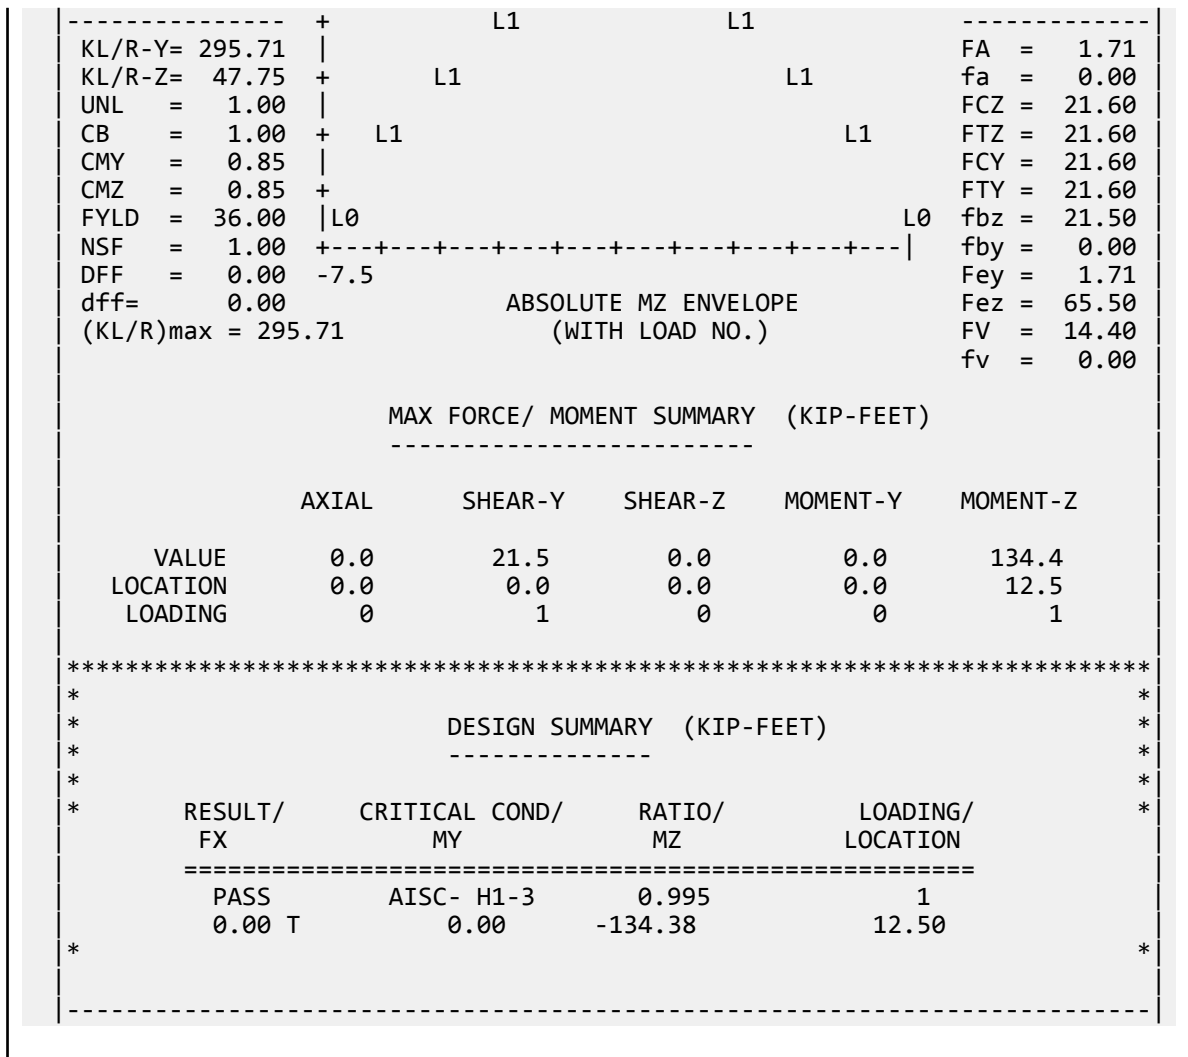 |--------------- + L1 L1 -------------|
| KL/R-Y= 295.71 | FA = 1.71 |
| KL/R-Z= 47.75 + L1 L1 fa = 0.00 |
| UNL = 1.00 | FCZ = 21.60 |
| CB = 1.00 + L1 L1 FTZ = 21.60 |
| CMY = 0.85 | FCY = 21.60 |
| CMZ = 0.85 + FTY = 21.60 |
| FYLD = 36.00 |L0 L0 fbz = 21.50 |
| NSF = 1.00 +---+---+---+---+---+---+---+---+---+---| fby = 0.00 |
| DFF = 0.00 -7.5 Fey = 1.71 |
| dff= 0.00 ABSOLUTE MZ ENVELOPE Fez = 65.50 |
| (KL/R)max = 295.71 (WITH LOAD NO.) FV = 14.40 |
| fv = 0.00 |
| MAX FORCE/ MOMENT SUMMARY (KIP-FEET) |
| ------------------------- |
| AXIAL SHEAR-Y SHEAR-Z MOMENT-Y MOMENT-Z |
| VALUE 0.0 21.5 0.0 0.0 134.4 |
| LOCATION 0.0 0.0 0.0 0.0 12.5 |
| LOADING 0 1 0 0 1 |
|**************************************************************************|
|* *|
|* DESIGN SUMMARY (KIP-FEET) *|
|* -------------- *|
|* *|
|* RESULT/ CRITICAL COND/ RATIO/ LOADING/ *|
| FX MY MZ LOCATION |
| ====================================================== |
| PASS AISC- H1-3 0.995 1 |
| 0.00 T 0.00 -134.38 12.50 |
|* *|
|--------------------------------------------------------------------------|